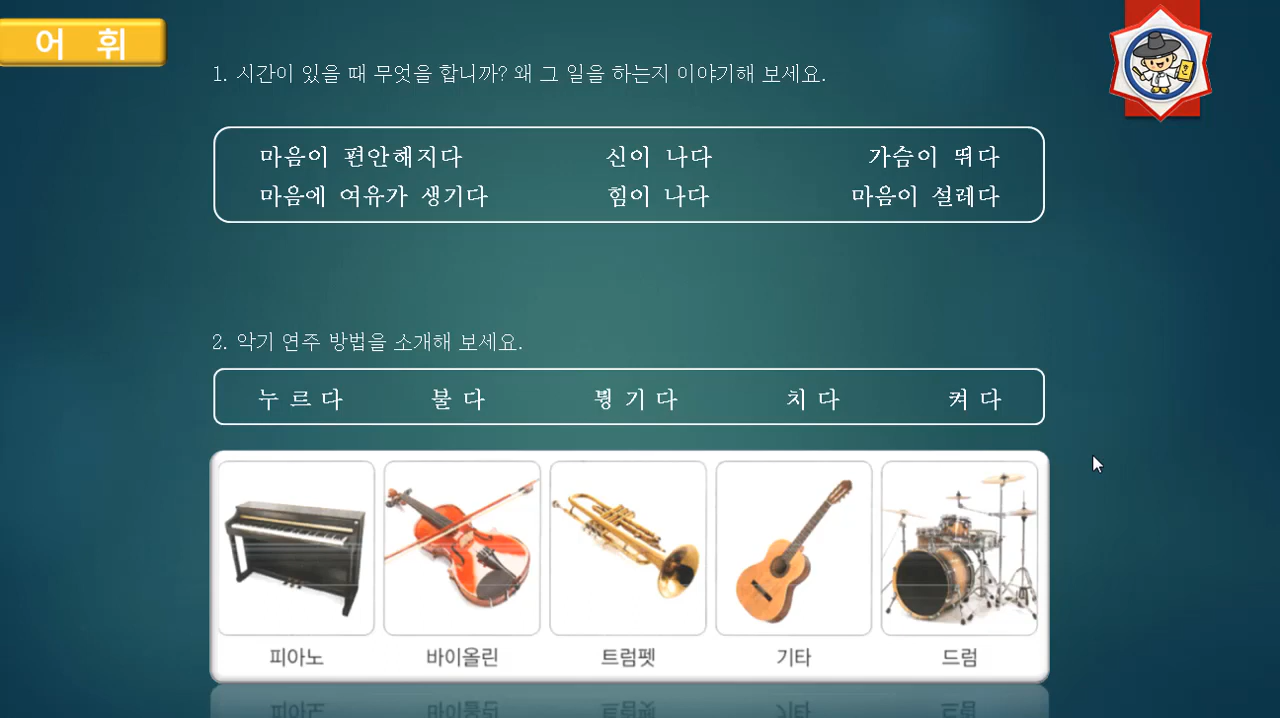 어 휘
1. 시간이 있을 때 무엇을 합니까? 왜 그 일을 하는지 이야기해 보세요.
마음이 편안해지다 신이 나다 가슴이 뛰다
마음에 여유가 생기다 힘이 나다 마음이 설레다
2. 악기 연주 방법을 소개해 보세요.
누 르 다 불 다 튕 기 다 치 다 켜 다
피아노 바이올린 트럼펫 기타 드럼